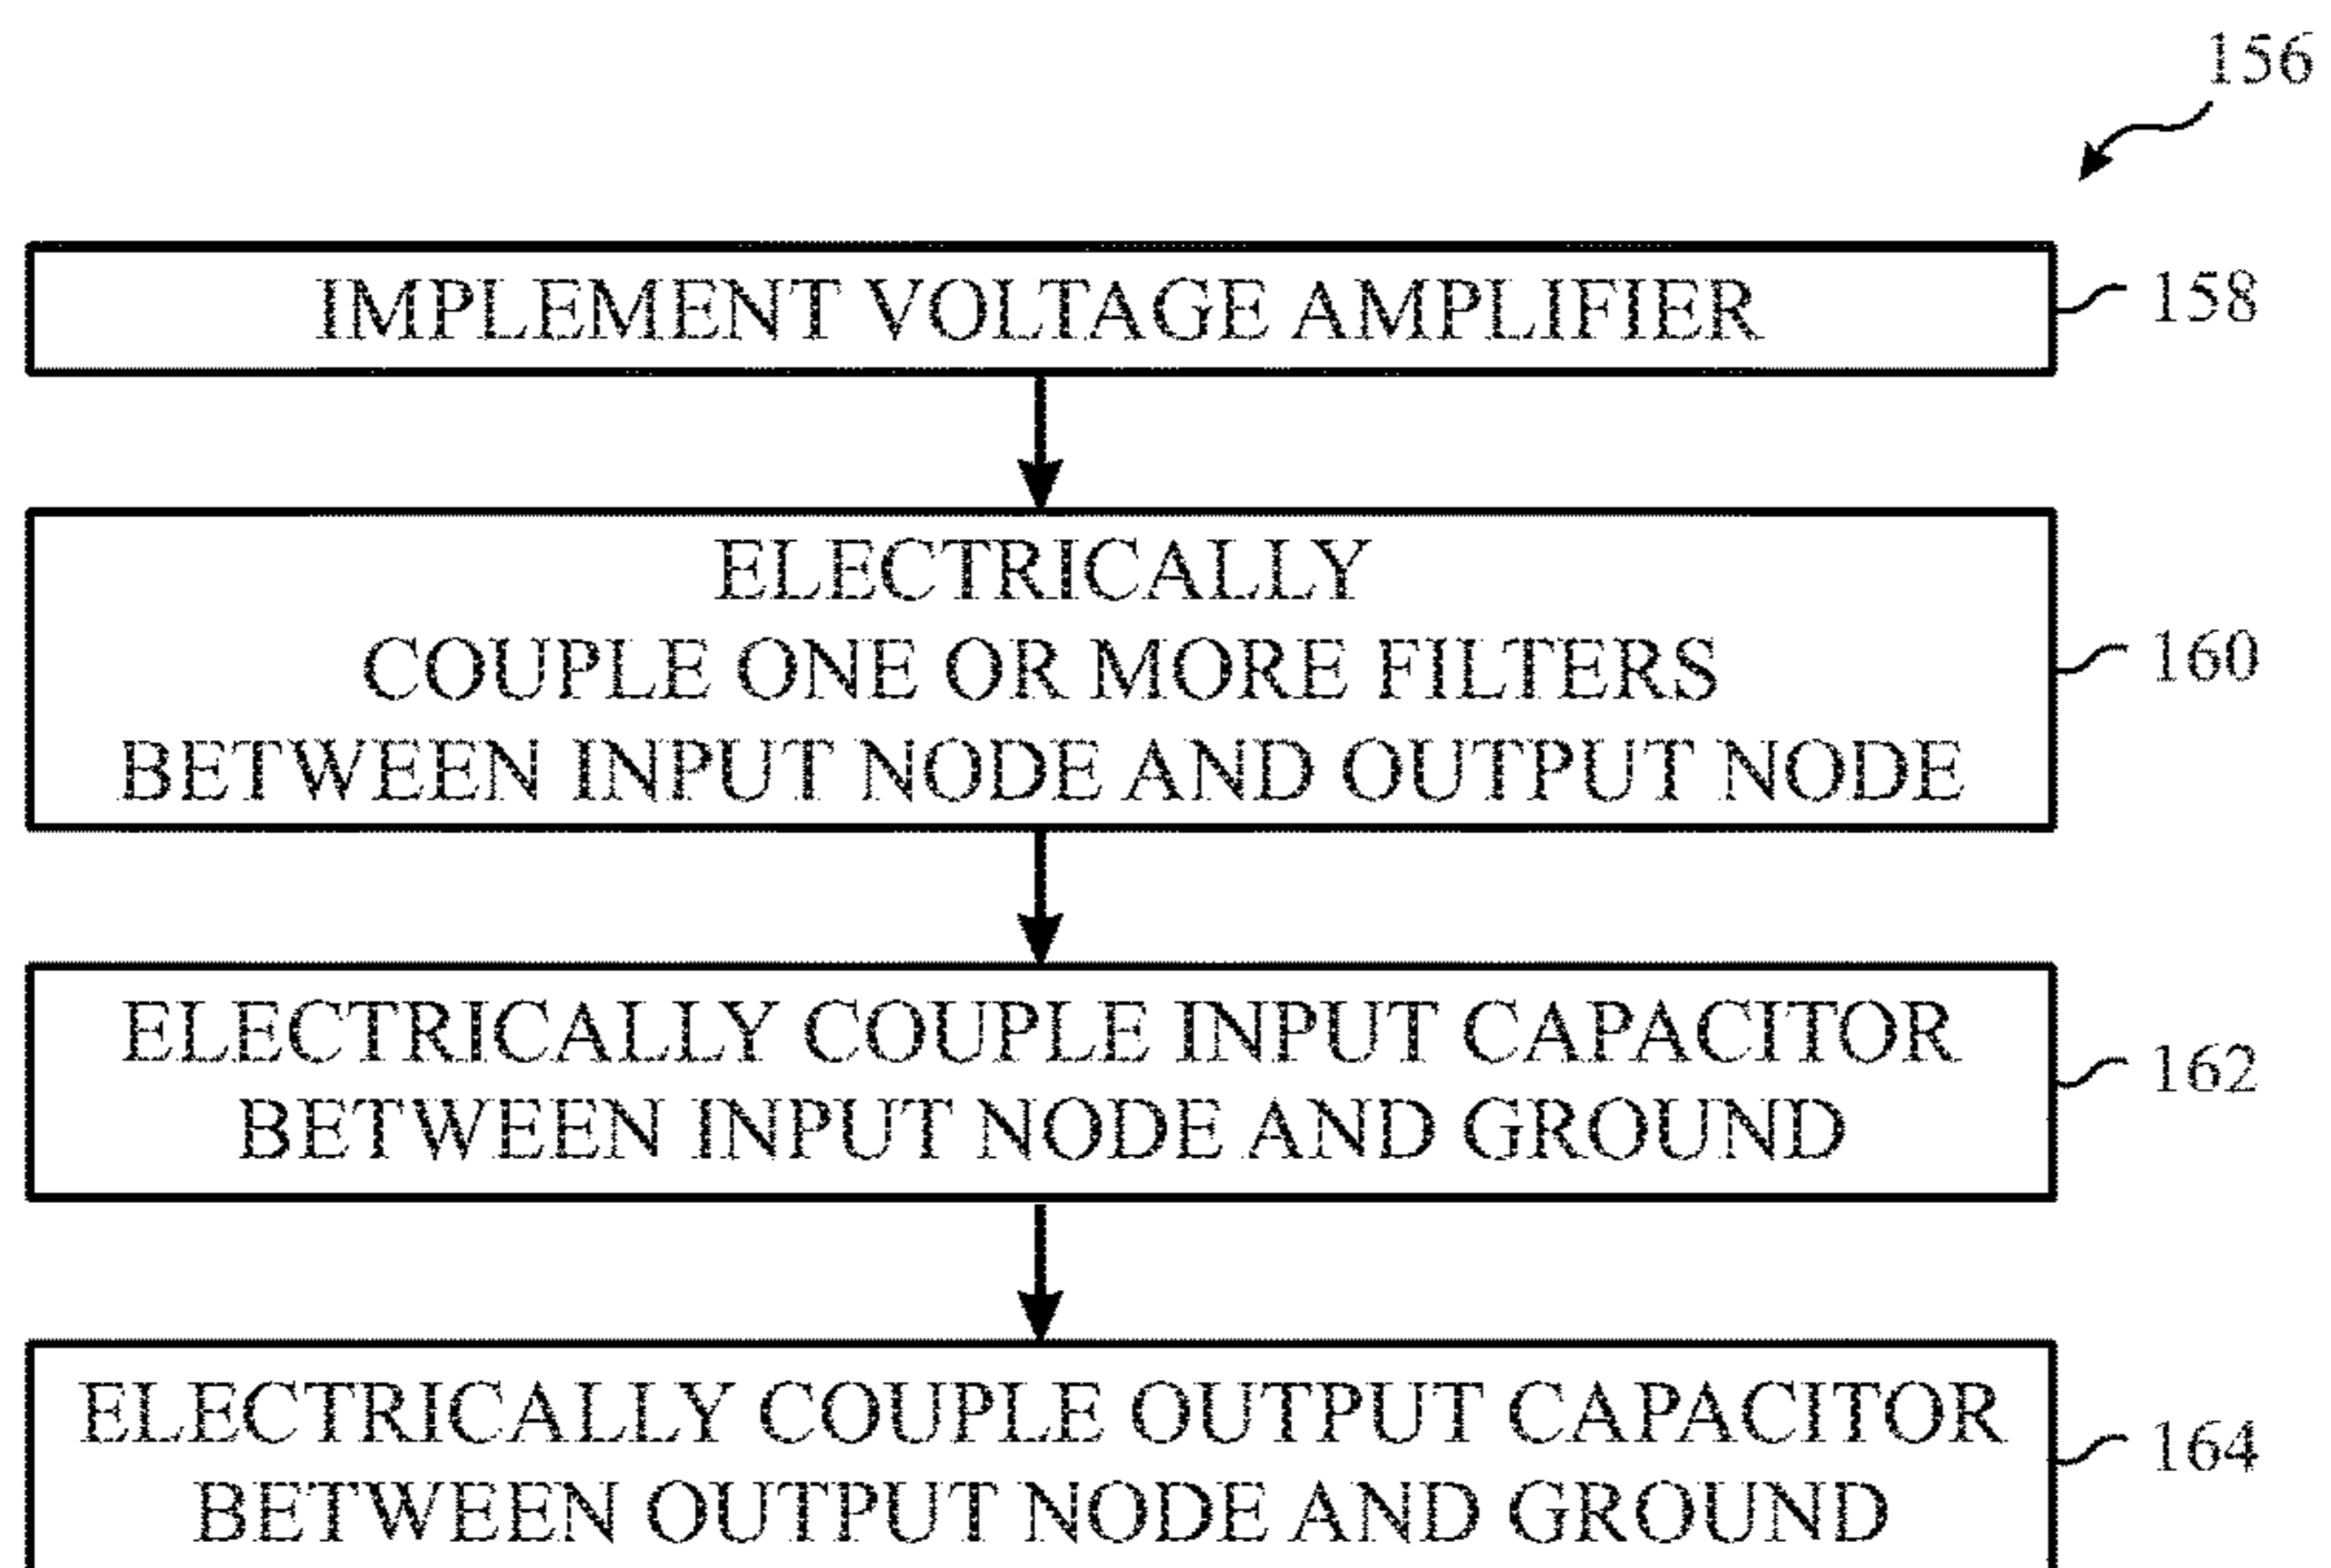 156
IMPLEMENT VOLTAGE AMPLIFIER
158
ELECTRICALLY
COUPLE ONE OR MORE FILTERS
BETWEEN INPUT NODE AND OUTPUT NODE
160
ELECTRICALLY COUPLE INPUT CAPACITOR
BETWEEN INPUT NODE AND GROUND
162
ELECTRICALLY COUPLE OUTPUT CAPACITOR
BETWEEN OUTPUT NODE AND GROUND
164